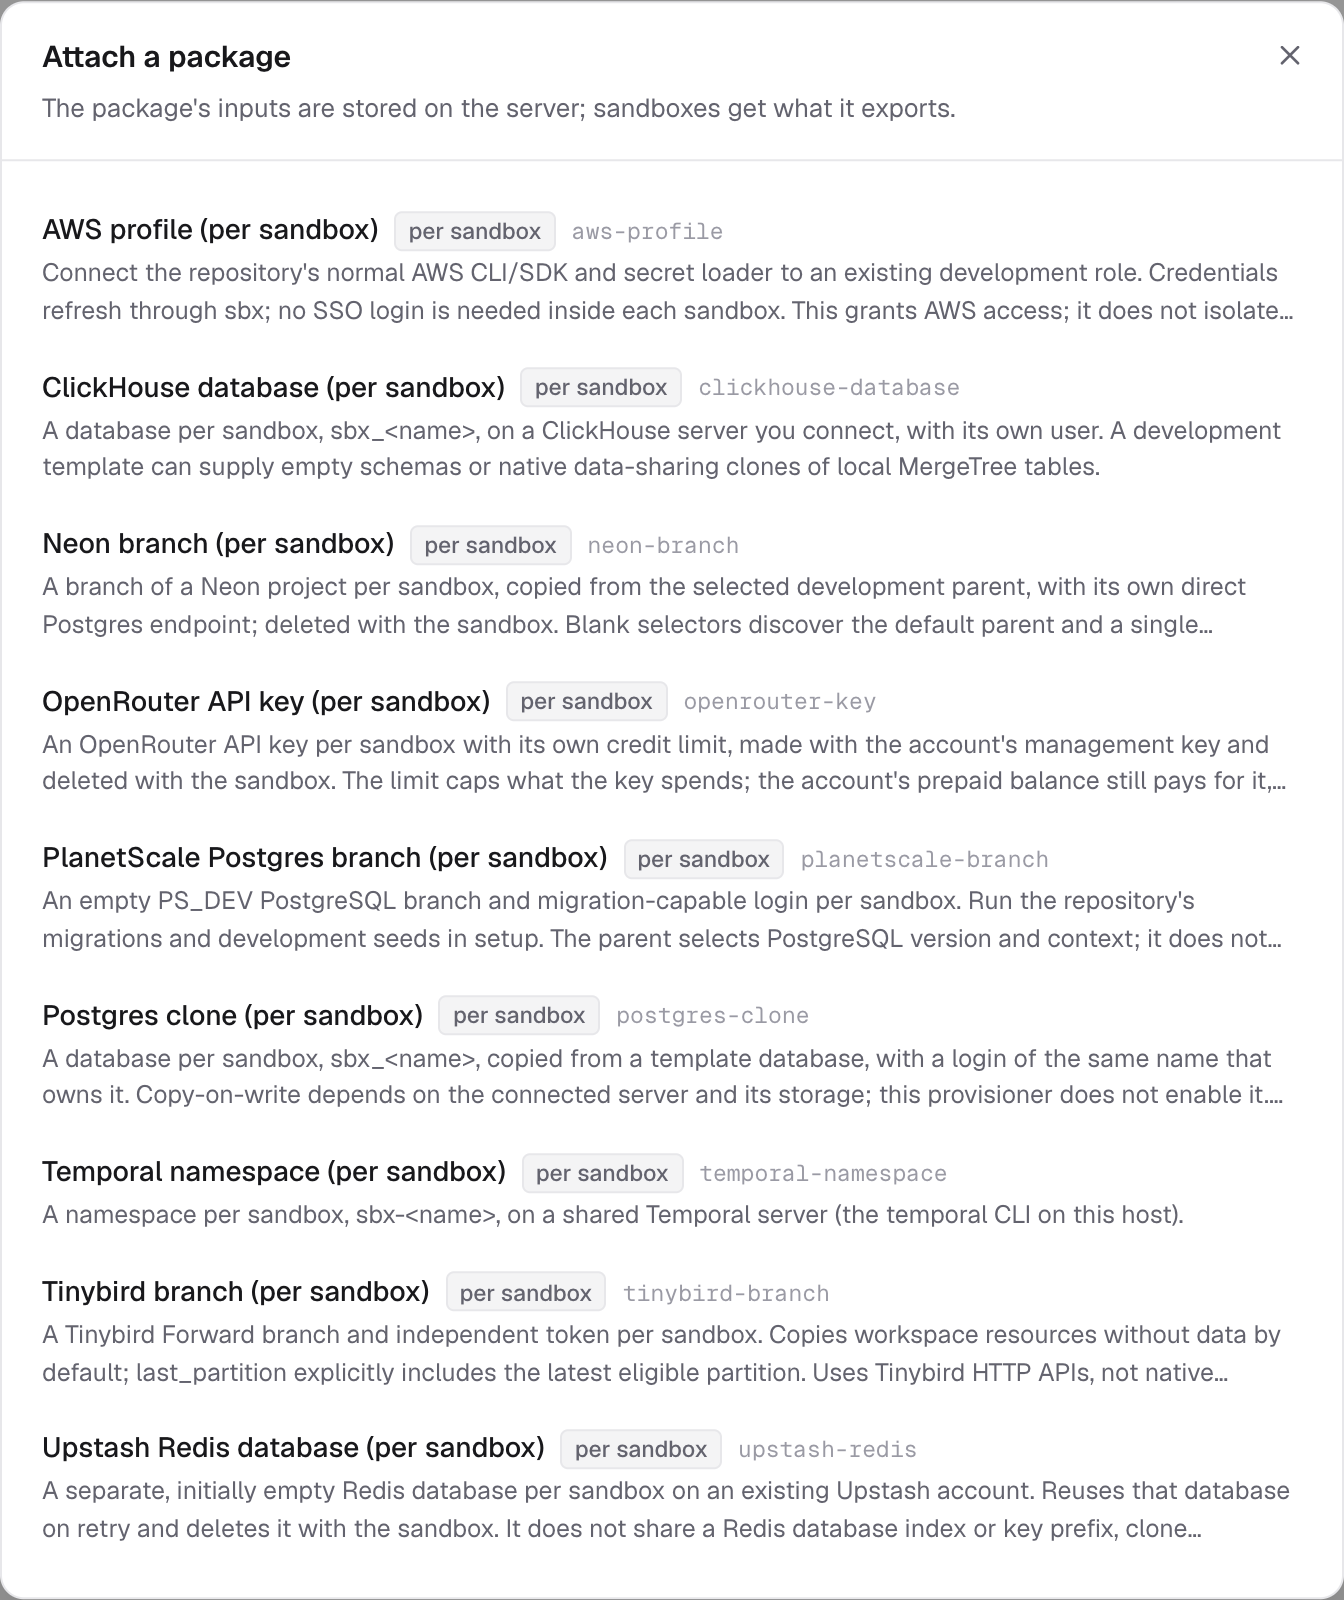 Attach a package
The package's inputs are stored on the server; sandboxes get what it exports.
AWS profile (per sandbox) per sandbox aws-profile
Connect the repository's normal AWS CLI/SDK and secret loader to an existing development role. Credentials
refresh through sbx; no SSO login is needed inside each sandbox. This grants AWS access; it does not isolate…
ClickHouse database (per sandbox) per sandbox clickhouse-database
A database per sandbox, sbx_<name>, on a ClickHouse server you connect, with its own user. A development
template can supply empty schemas or native data-sharing clones of local MergeTree tables.
Neon branch (per sandbox) per sandbox neon-branch
A branch of a Neon project per sandbox, copied from the selected development parent, with its own direct
Postgres endpoint; deleted with the sandbox. Blank selectors discover the default parent and a single…
OpenRouter API key (per sandbox) per sandbox openrouter-key
An OpenRouter API key per sandbox with its own credit limit, made with the account's management key and
deleted with the sandbox. The limit caps what the key spends; the account's prepaid balance still pays for it,…
PlanetScale Postgres branch (per sandbox) per sandbox planetscale-branch
An empty PS_DEV PostgreSQL branch and migration-capable login per sandbox. Run the repository's
migrations and development seeds in setup. The parent selects PostgreSQL version and context; it does not…
Postgres clone (per sandbox) per sandbox postgres-clone
A database per sandbox, sbx_<name>, copied from a template database, with a login of the same name that
owns it. Copy-on-write depends on the connected server and its storage; this provisioner does not enable it.…
Temporal namespace (per sandbox) per sandbox temporal-namespace
A namespace per sandbox, sbx-<name>, on a shared Temporal server (the temporal CLI on this host).
Tinybird branch (per sandbox) per sandbox tinybird-branch
A Tinybird Forward branch and independent token per sandbox. Copies workspace resources without data by
default; last_partition explicitly includes the latest eligible partition. Uses Tinybird HTTP APIs, not native…
Upstash Redis database (per sandbox) per sandbox upstash-redis
A separate, initially empty Redis database per sandbox on an existing Upstash account. Reuses that database
on retry and deletes it with the sandbox. It does not share a Redis database index or key prefix, clone…